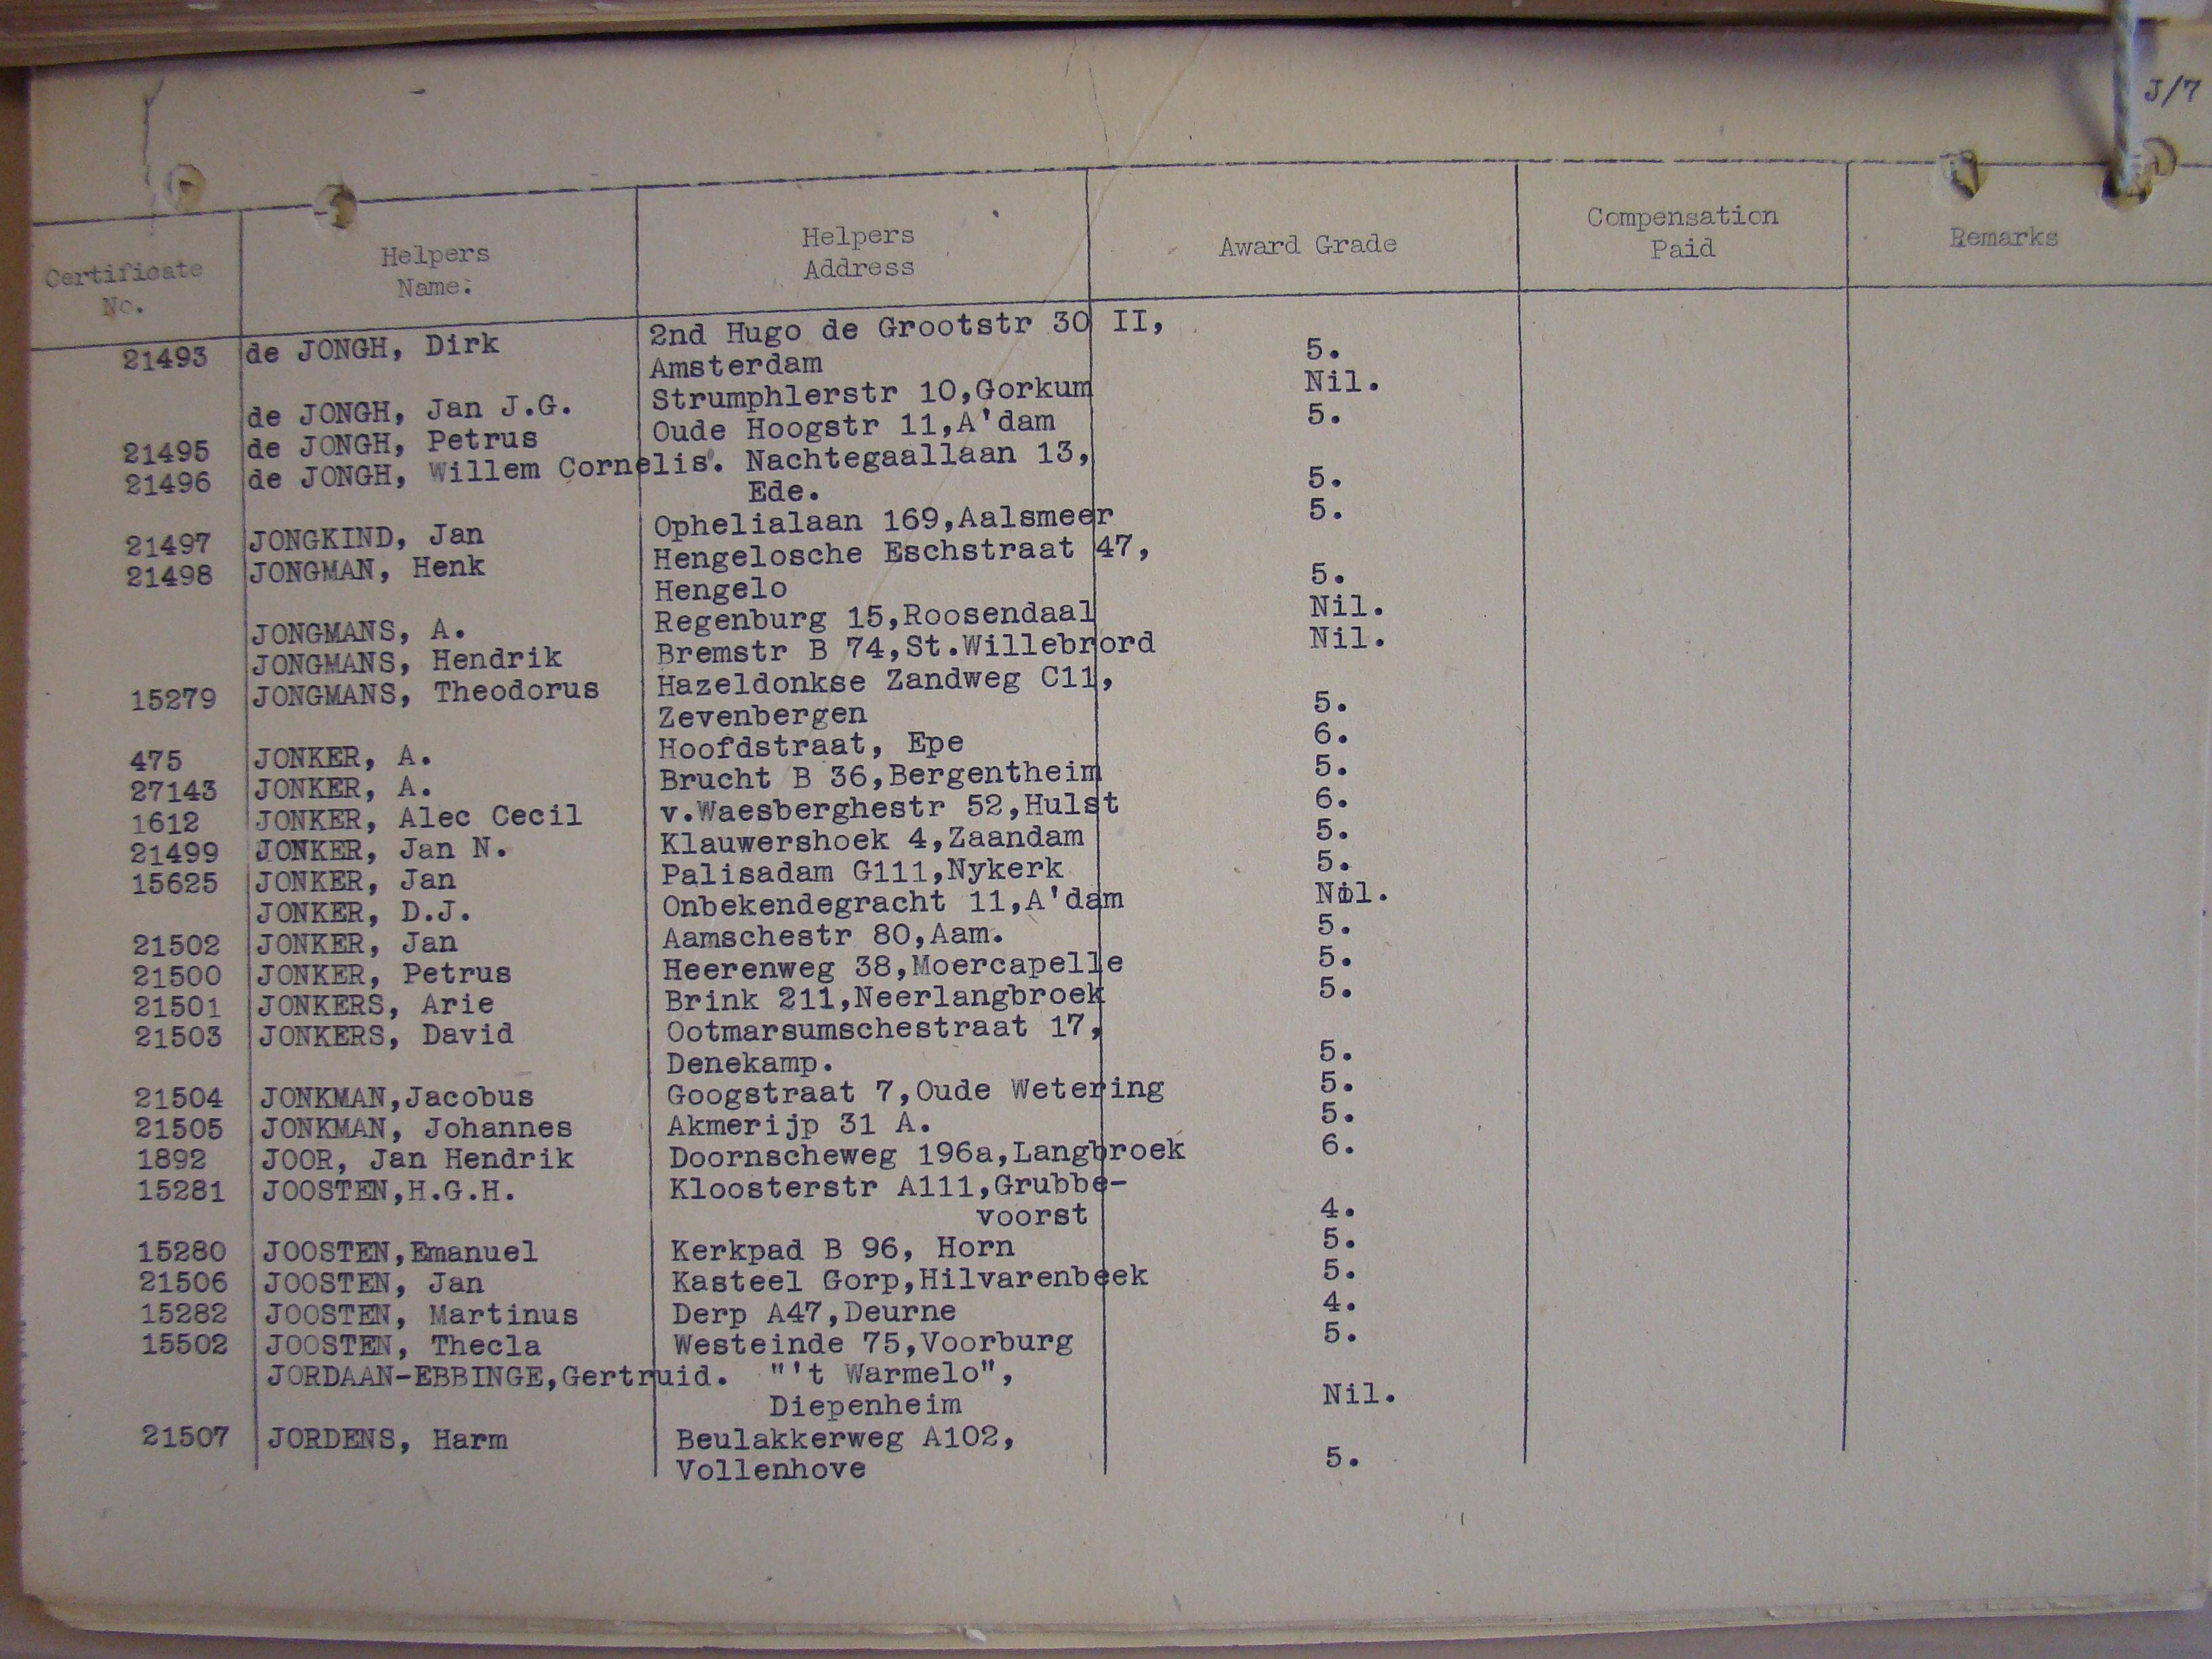 J/7
Certificate No. Helpers Name. Helpers Address Award Grade Compensation Paid Remarks
21493 de JONGH, Dirk 2nd Hugo de Grootstr 30 II,
Amsterdam 5.
de JONGH, Jan J.G. Strumphlerstr 10,Gorkum Nil.
21495 de JONGH, Petrus Oude Hoogstr 11,A'dam 5.
21496 de JONGH, Willem Cornelis. Nachtegaallaan 13,
Ede. 5.
21497 JONGKIND, Jan Ophelialaan 169,Aalsmeer 5.
21498 JONGMAN, Henk Hengelosche Eschstraat 47,
Hengelo 5.
JONGMANS, A. Regenburg 15,Roosendaal Nil.
JONGMANS, Hendrik Bremstr B 74,St.Willebrord Nil.
15279 JONGMANS, Theodorus Hazeldonkse Zandweg C11,
Zevenbergen 5.
475 JONKER, A. Hoofdstraat, Epe 6.
27143 JONKER, A. Brucht B 36,Bergentheim 5.
1612 JONKER, Alec Cecil v.Waesberghestr 52,Hulst 6.
21499 JONKER, Jan N. Klauwershoek 4,Zaandam 5.
15625 JONKER, Jan Palisadam G111,Nykerk 5.
JONKER, D.J. Onbekendegracht 11,A'dam Nil.
21502 JONKER, Jan Aamschestr 80,Aam. 5.
21500 JONKER, Petrus Heerenweg 38,Moercapelle 5.
21501 JONKERS, Arie Brink 211,Neerlangbroek 5.
21503 JONKERS, David Ootmarsumschestraat 17,
Denekamp. 5.
21504 JONKMAN,Jacobus Googstraat 7,Oude Wetering 5.
21505 JONKMAN, Johannes Akmerijp 31 A. 5.
1892 JOOR, Jan Hendrik Doornscheweg 196a,Langbroek 6.
15281 JOOSTEN,H.G.H. Kloosterstr A111,Grubbe-
voorst 4.
15280 JOOSTEN,Emanuel Kerkpad B 96, Horn 5.
21506 JOOSTEN, Jan Kasteel Gorp,Hilvarenbeek 5.
15282 JOOSTEN, Martinus Derp A47,Deurne 4.
15502 JOOSTEN, Thecla Westeinde 75,Voorburg 5.
JORDAAN-EBBINGE,Gertruid. "'t Warmelo",
Diepenheim Nil.
21507 JORDENS, Harm Beulakkerweg A102,
Vollenhove 5.